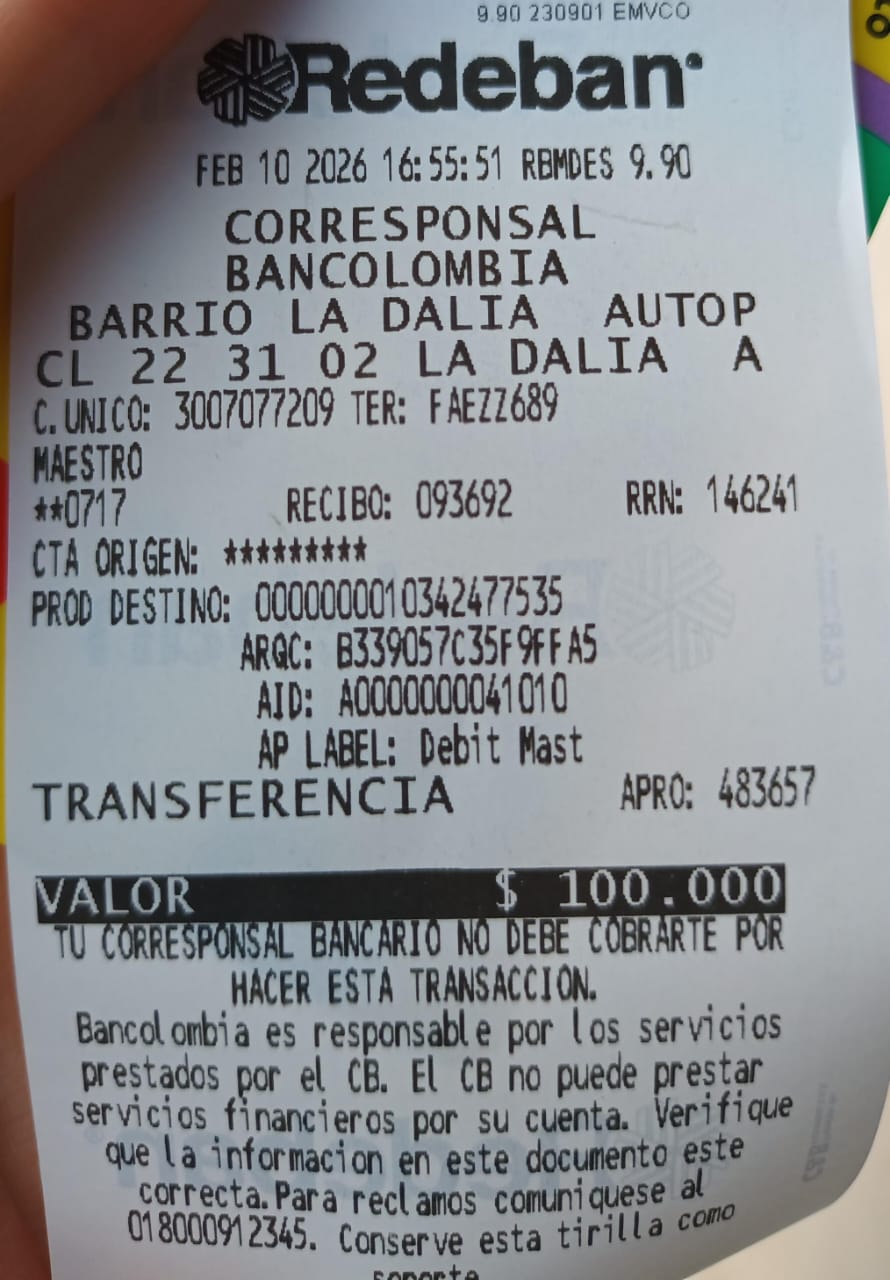 9.90 230901 EMVCO
Redeban
FEB 10 2026 16:55:51 RBMDES 9.90
CORRESPONSAL
BANCOLOMBIA
BARRIO LA DALIA AUTOP
CL 22 31 02 LA DALIA A
C.UNICO: 3007077209 TER: FAEZZ689
MAESTRO
**0717 RECIBO: 093692 RRN: 146241
CTA ORIGEN: *********
PROD DESTINO: 0000000010342477535
ARQC: B339057C35F9FFA5
AID: A0000000041010
AP LABEL: Debit Mast
TRANSFERENCIA APRO: 483657
VALOR $ 100.000
TU CORRESPONSAL BANCARIO NO DEBE COBRARTE POR
HACER ESTA TRANSACCION.
Bancolombia es responsable por los servicios
prestados por el CB. El CB no puede prestar
servicios financieros por su cuenta. Verifique
que la informacion en este documento este
correcta.Para reclamos comuniquese al
018000912345. Conserve esta tirilla como
soporte